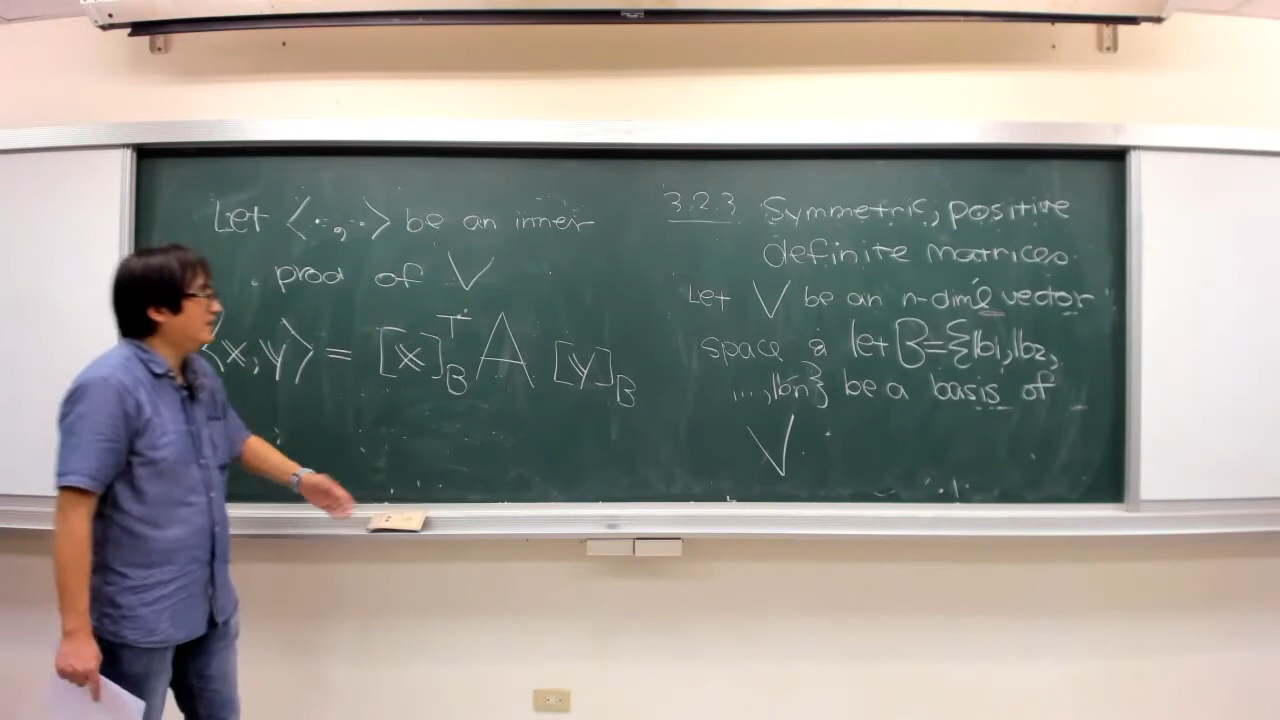 Let <·,·> be an inner
prod of V
⟨x,y⟩ = [x]_B^T A [y]_B
3.2.3 Symmetric, positive
definite matrices.
Let V be an n-dim'l vector
space & let B={b1,b2,
...,bn} be a basis of
V